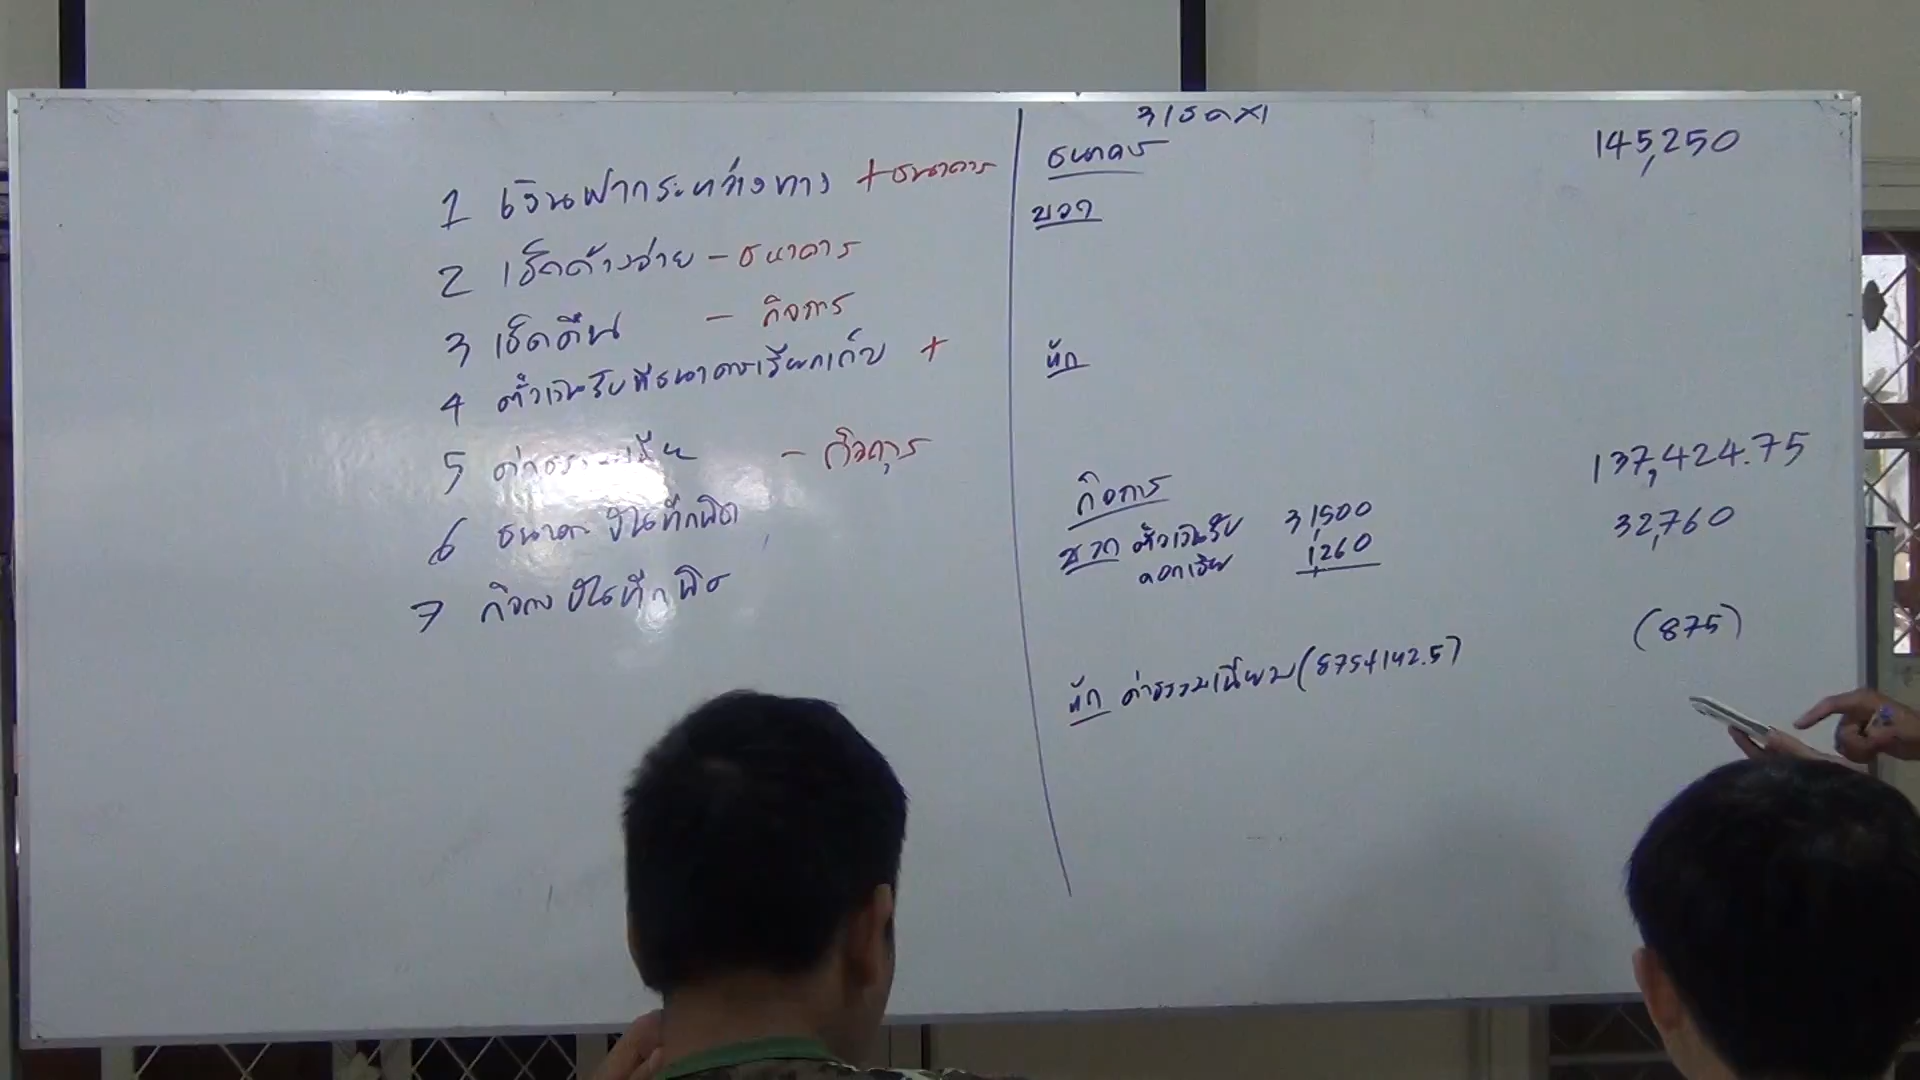 1 เงินฝากระหว่างทาง + ธนาคาร
2 เช็คค้างจ่าย - ธนาคาร
3 เช็คคืน - กิจการ
4 ตั๋วเงินรับที่ธนาคารเรียกเก็บ +
5 ค่าธรรมเนียม - กิจการ
6 ธนาคาร บันทึกผิด
7 กิจการ บันทึกผิด
31 ธค x1
ธนาคาร 145,250
บวก
หัก
กิจการ 137,424.75
บวก ตั๋วเงินรับ 31,500 32,760
ดอกเบี้ย 1,260
หัก ค่าธรรมเนียม (875+142.5) (875)